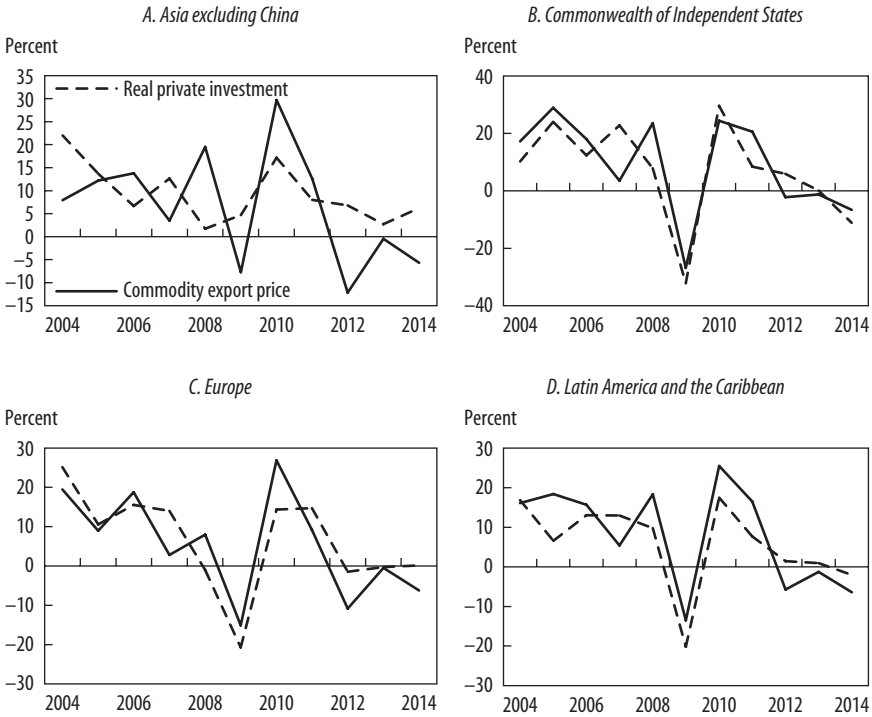 A. Asia excluding China
Percent
35
30
25
20
15
10
5
0
−5
−10
−15
Real private investment
Commodity export price
2004 2006 2008 2010 2012 2014
B. Commonwealth of Independent States
Percent
40
20
0
−20
−40
2004 2006 2008 2010 2012 2014
C. Europe
Percent
30
20
10
0
−10
−20
−30
2004 2006 2008 2010 2012 2014
D. Latin America and the Caribbean
Percent
30
20
10
0
−10
−20
−30
2004 2006 2008 2010 2012 2014